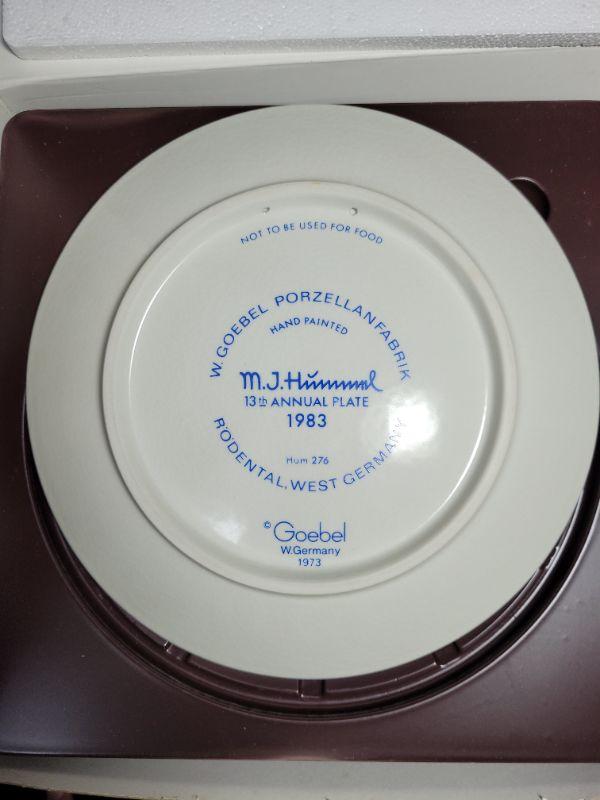 NOT TO BE USED FOR FOOD
W. GOEBEL PORZELLANFABRIK
HAND PAINTED
M.J.Hummel
13th ANNUAL PLATE
1983
Hum 276
RÖDENTAL, WEST GERMANY
© Goebel
W.Germany
1973